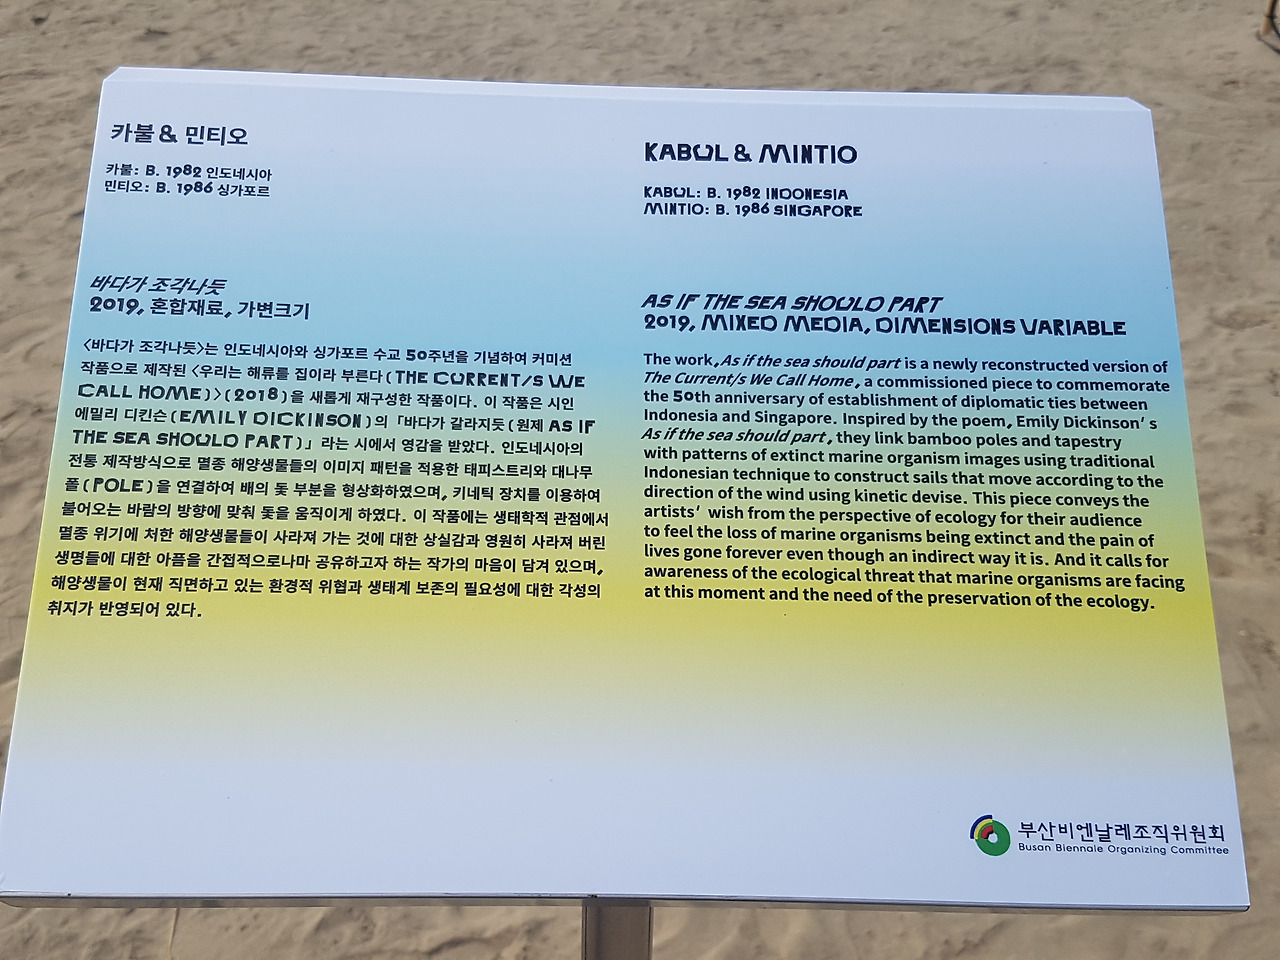 카불 & 민티오
카불: B. 1982 인도네시아
민티오: B. 1986 싱가포르
바다가 조각나듯
2019, 혼합재료, 가변크기
<바다가 조각나듯>는 인도네시아와 싱가포르 수교 50주년을 기념하여 커미션
작품으로 제작된 <우리는 해류를 집이라 부른다(THE CURRENT/S WE
CALL HOME)>(2018)을 새롭게 재구성한 작품이다. 이 작품은 시인
에밀리 디킨슨(EMILY DICKINSON)의 「바다가 갈라지듯(원제 AS IF
THE SEA SHOULD PART)」라는 시에서 영감을 받았다. 인도네시아의
전통 제작방식으로 멸종 해양생물들의 이미지 패턴을 적용한 태피스트리와 대나무
폴(POLE)을 연결하여 배의 돛 부분을 형상화하였으며, 키네틱 장치를 이용하여
불어오는 바람의 방향에 맞춰 돛을 움직이게 하였다. 이 작품에는 생태학적 관점에서
멸종 위기에 처한 해양생물들이 사라져 가는 것에 대한 상실감과 영원히 사라져 버린
생명들에 대한 아픔을 간접적으로나마 공유하고자 하는 작가의 마음이 담겨 있으며,
해양생물이 현재 직면하고 있는 환경적 위협과 생태계 보존의 필요성에 대한 각성의
취지가 반영되어 있다.
KABUL & MINTIO
KABUL: B. 1982 INDONESIA
MINTIO: B. 1986 SINGAPORE
AS IF THE SEA SHOULD PART
2019, MIXED MEDIA, DIMENSIONS VARIABLE
The work, As if the sea should part is a newly reconstructed version of
The Current/s We Call Home, a commissioned piece to commemorate
the 50th anniversary of establishment of diplomatic ties between
Indonesia and Singapore. Inspired by the poem, Emily Dickinson's
As if the sea should part, they link bamboo poles and tapestry
with patterns of extinct marine organism images using traditional
Indonesian technique to construct sails that move according to the
direction of the wind using kinetic devise. This piece conveys the
artists' wish from the perspective of ecology for their audience
to feel the loss of marine organisms being extinct and the pain of
lives gone forever even though an indirect way it is. And it calls for
awareness of the ecological threat that marine organisms are facing
at this moment and the need of the preservation of the ecology.
부산비엔날레조직위원회
Busan Biennale Organizing Committee